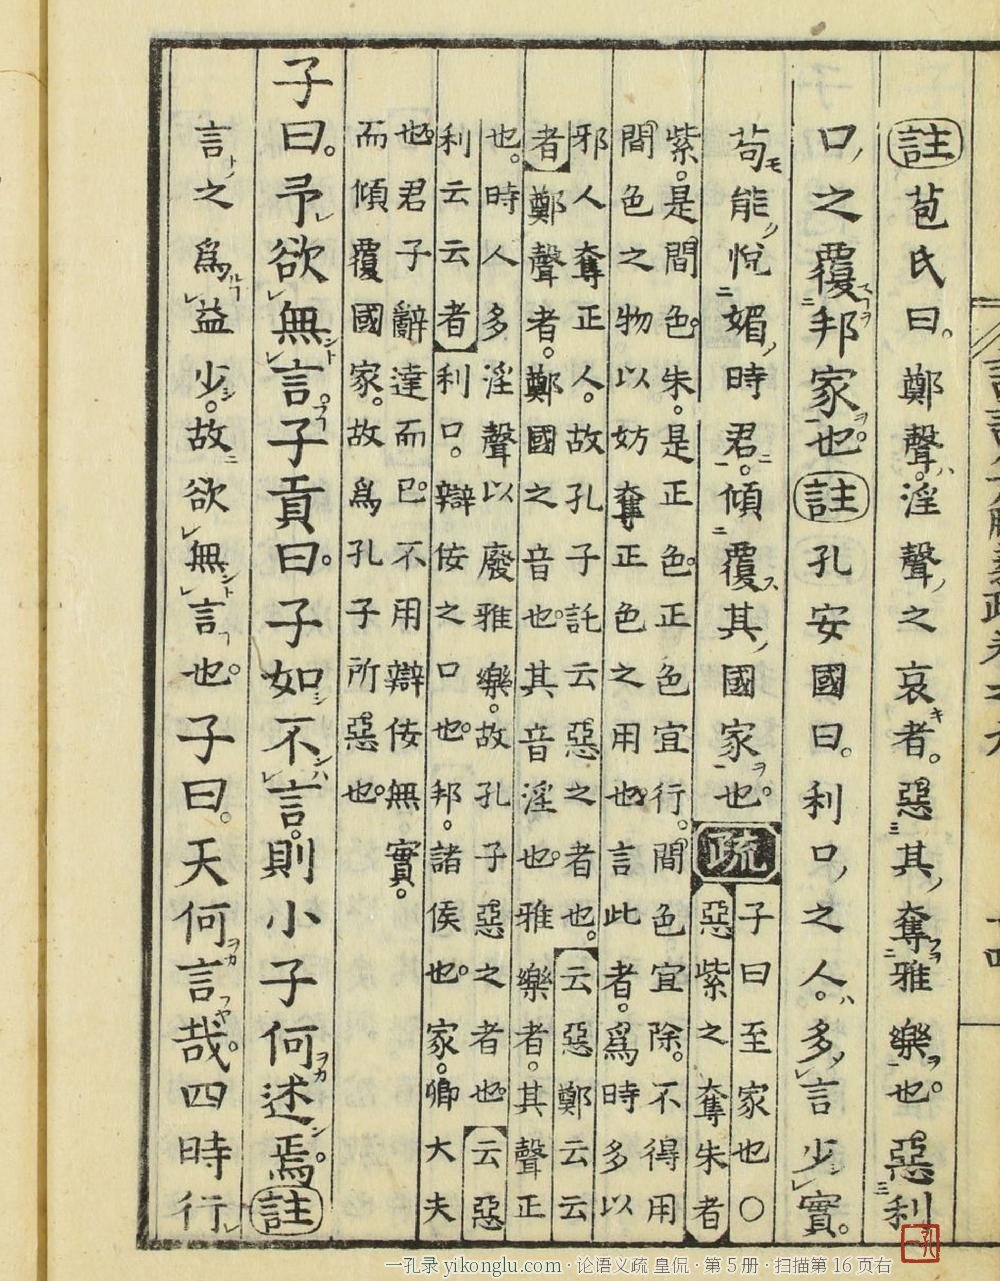 註苞氏曰。鄭聲。淫聲之哀者。惡其奪雅樂也。惡利
口之覆邦家也。註孔安國曰。利口之人。多言少實。
苟能悅媚時君。傾覆其國家也。疏子曰至家也○
惡紫之奪朱者
紫。是間色。朱。是正色。正色宜行。間色宜除。不得用
間色之物以妨奪正色之用也。言此者。爲時多以
邪人奪正人。故孔子託云惡之者也。云惡鄭云云
者鄭聲者。鄭國之音也。其音淫也。雅樂者。其聲正
也。時人多淫聲以廢雅樂。故孔子惡之者也云惡
利云云者利口。辯佞之口也。邦。諸侯也。家。卿大夫
也。君子辭達而已。不用辯佞無實。
而傾覆國家。故爲孔子所惡也。
子曰。予欲無言。子貢曰。子如不言。則小子何述焉。註
言之爲益少。故欲無言也。子曰。天何言哉。四時行
一孔录 yikonglu.com · 论语义疏 皇侃 · 第 5 册 · 扫描第 16 页右